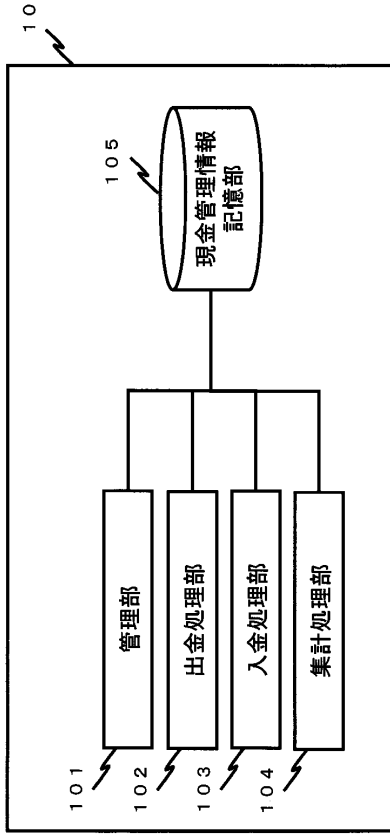 １０
１０５
現金管理情報
記憶部
１０１
管理部
１０２
出金処理部
１０３
入金処理部
１０４
集計処理部